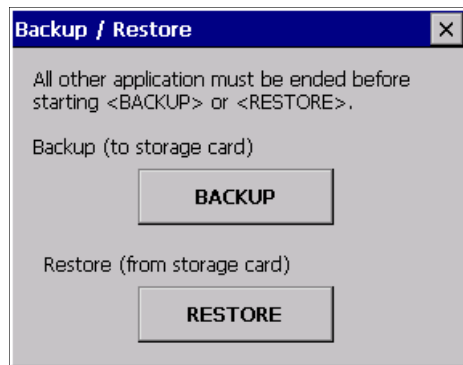 Backup / Restore
All other application must be ended before
starting <BACKUP> or <RESTORE>.
Backup (to storage card)
BACKUP
Restore (from storage card)
RESTORE